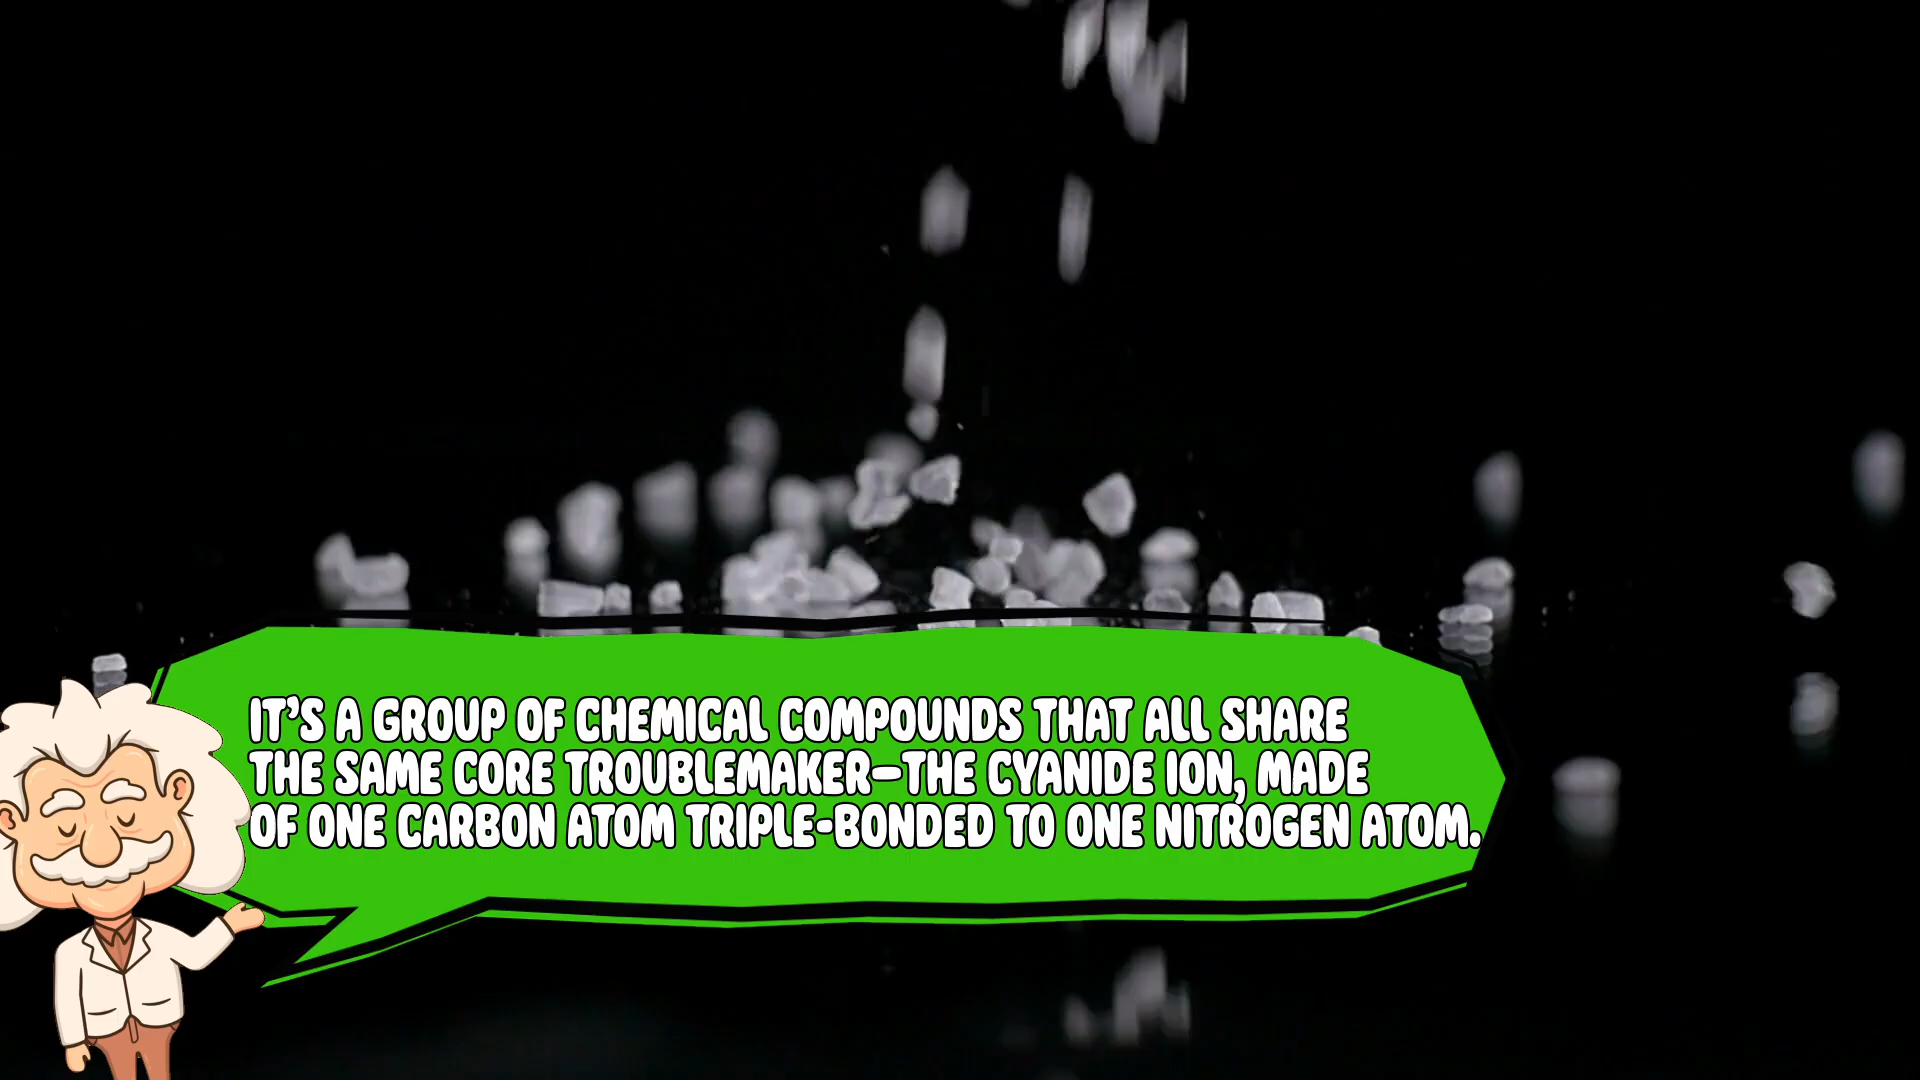 IT'S A GROUP OF CHEMICAL COMPOUNDS THAT ALL SHARE
THE SAME CORE TROUBLEMAKER–THE CYANIDE ION, MADE
OF ONE CARBON ATOM TRIPLE-BONDED TO ONE NITROGEN ATOM.